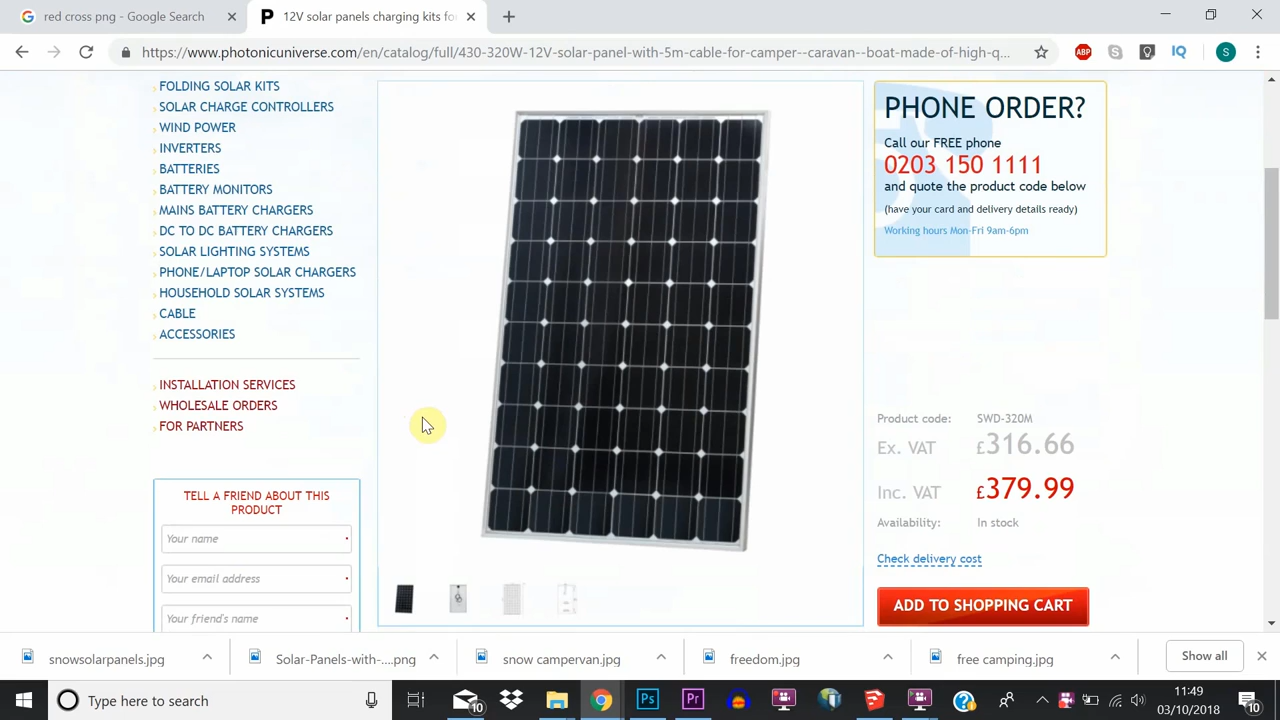 red cross png - Google Search
12V solar panels charging kits for
https://www.photonicuniverse.com/en/catalog/full/430-320W-12V-solar-panel-with-5m-cable-for-camper--caravan--boat-made-of-high-q...
ABP
IQ
S
FOLDING SOLAR KITS
SOLAR CHARGE CONTROLLERS
WIND POWER
INVERTERS
BATTERIES
BATTERY MONITORS
MAINS BATTERY CHARGERS
DC TO DC BATTERY CHARGERS
SOLAR LIGHTING SYSTEMS
PHONE/LAPTOP SOLAR CHARGERS
HOUSEHOLD SOLAR SYSTEMS
CABLE
ACCESSORIES
INSTALLATION SERVICES
WHOLESALE ORDERS
FOR PARTNERS
TELL A FRIEND ABOUT THIS
PRODUCT
Your name
Your email address
Your friend's name
PHONE ORDER?
Call our FREE phone
0203 150 1111
and quote the product code below
(have your card and delivery details ready)
Working hours Mon-Fri 9am-6pm
Product code: SWD-320M
Ex. VAT £316.66
Inc. VAT £379.99
Availability: In stock
Check delivery cost
ADD TO SHOPPING CART
snowsolarpanels.jpg
Solar-Panels-with-....png
snow campervan.jpg
freedom.jpg
free camping.jpg
Show all
Type here to search
10
Ps
Pr
11:49
03/10/2018
10